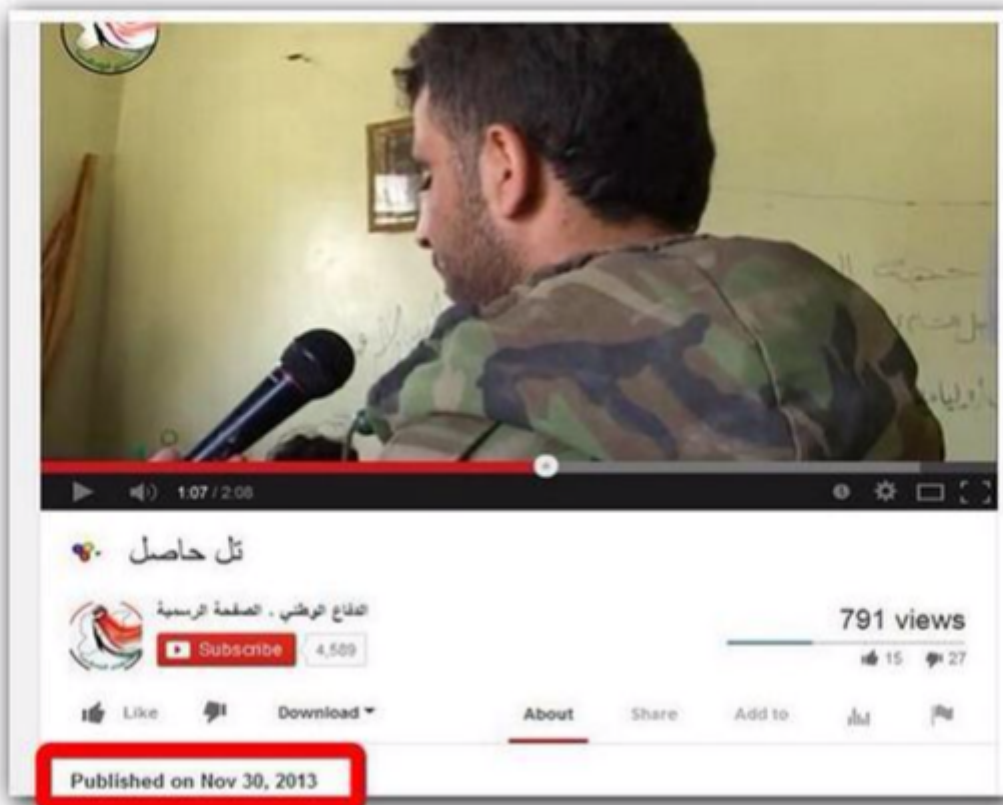 1:07 / 2:08
تل حاصل
الدفاع الوطني . الصفحة الرسمية
Subscribe 4,589
791 views
15 27
Like Download About Share Add to
Published on Nov 30, 2013